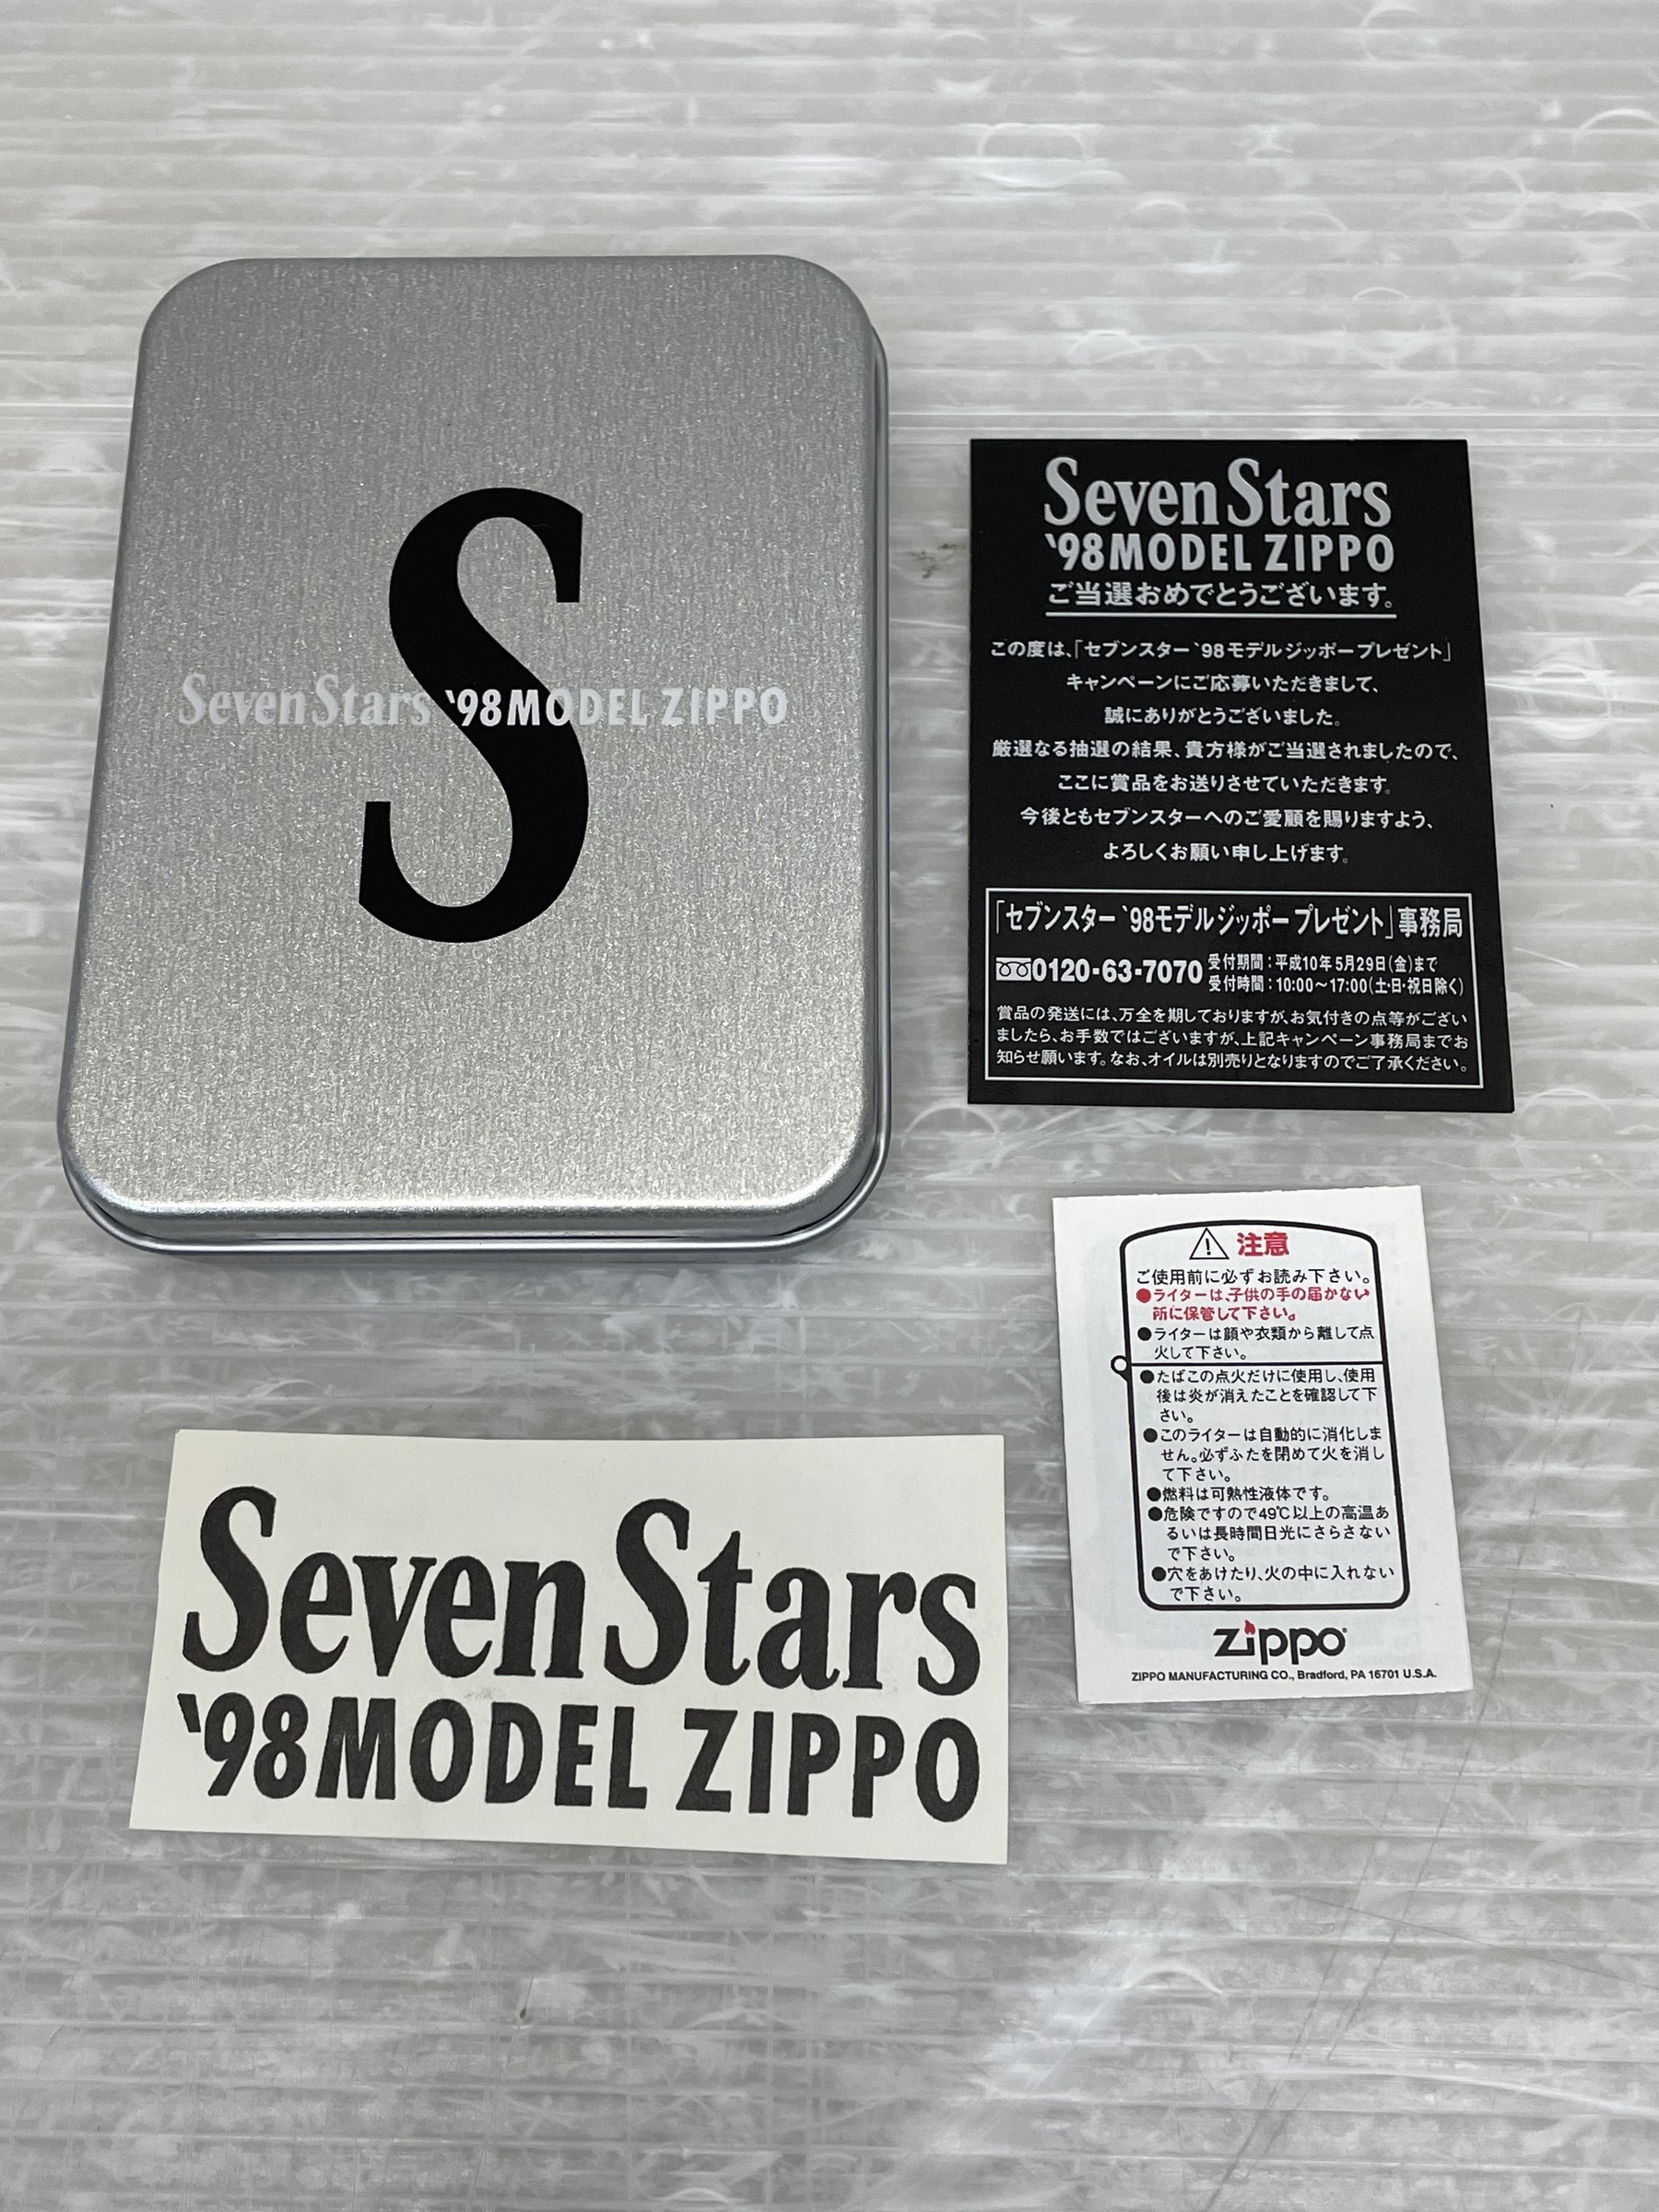 S
Seven Stars '98 MODEL ZIPPO
Seven Stars
'98 MODEL ZIPPO
ご当選おめでとうございます。
この度は、「セブンスター '98モデルジッポープレゼント」
キャンペーンにご応募いただきまして、
誠にありがとうございました。
厳選なる抽選の結果、貴方様がご当選されましたので、
ここに賞品をお送りさせていただきます。
今後ともセブンスターへのご愛顧を賜りますよう、
よろしくお願い申し上げます。
「セブンスター '98モデルジッポー プレゼント」事務局
0120-63-7070 受付期間:平成10年5月29日(金)まで
受付時間:10:00〜17:00(土・日・祝日除く)
賞品の発送には、万全を期しておりますが、お気付きの点等がござい
ましたら、お手数ではございますが、上記キャンペーン事務局までお
知らせ願います。なお、オイルは別売りとなりますのでご了承ください。
注意
ご使用前に必ずお読み下さい。
●ライターは、子供の手の届かない
所に保管して下さい。
●ライターは顔や衣類から離して点
火して下さい。
●たばこの点火だけに使用し、使用
後は炎が消えたことを確認して下
さい。
●このライターは自動的に消化しま
せん。必ずふたを閉めて火を消し
て下さい。
●燃料は可熱性液体です。
●危険ですので49℃以上の高温あ
るいは長時間日光にさらさない
で下さい。
●穴をあけたり、火の中に入れない
で下さい。
zippo
ZIPPO MANUFACTURING CO., Bradford, PA 16701 U.S.A.
Seven Stars
'98 MODEL ZIPPO